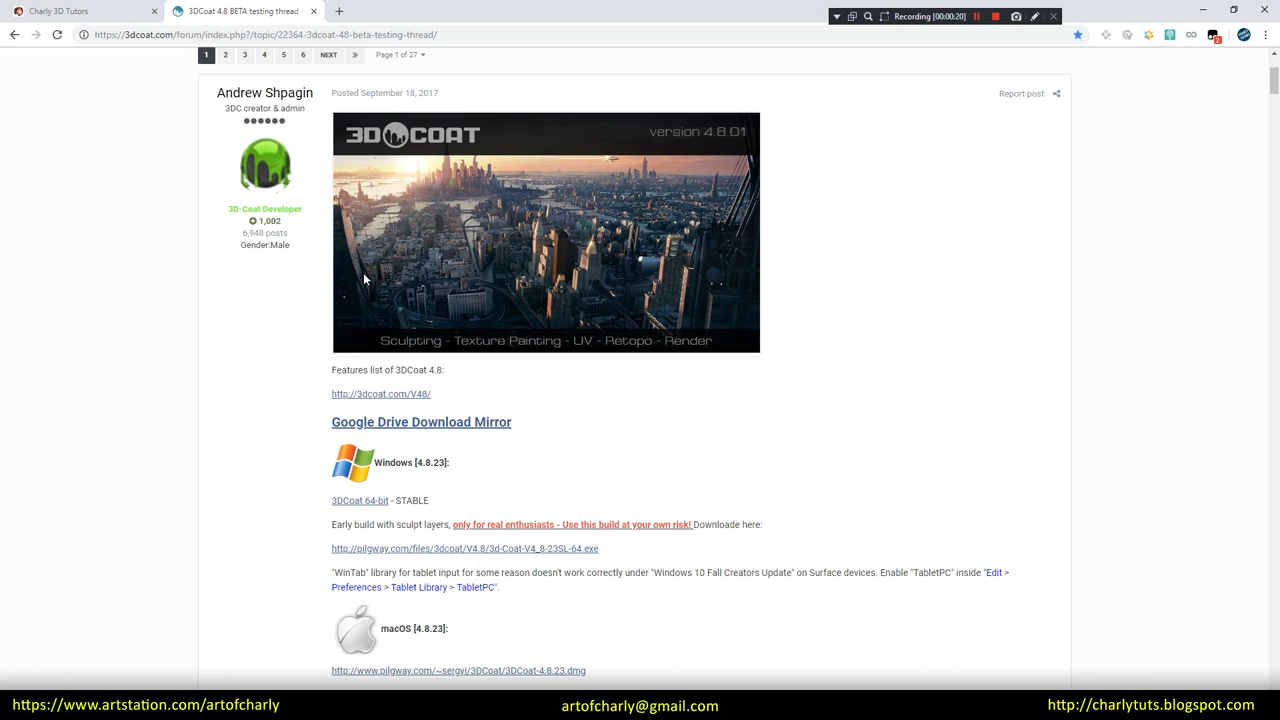 Charly 3D Tutors
3DCoat 4.8 BETA testing thread -
Recording [00:00:20]
https://3dcoat.com/forum/index.php?/topic/22364-3dcoat-48-beta-testing-thread/
2
1 2 3 4 5 6 NEXT » Page 1 of 27
Andrew Shpagin
3DC creator & admin
3D-Coat Developer
1,002
6,948 posts
Gender:Male
Posted September 18, 2017
Report post
3D COAT version 4.8.01
Sculpting - Texture Painting - UV - Retopo - Render
Features list of 3DCoat 4.8:
http://3dcoat.com/V48/
Google Drive Download Mirror
Windows [4.8.23]:
3DCoat 64-bit - STABLE
Early build with sculpt layers, only for real enthusiasts - Use this build at your own risk! Downloade here:
http://pilgway.com/files/3dcoat/V4.8/3d-Coat-V4_8-23SL-64.exe
"WinTab" library for tablet input for some reason doesn't work correctly under "Windows 10 Fall Creators Update" on Surface devices. Enable "TabletPC" inside "Edit >
Preferences > Tablet Library > TabletPC".
macOS [4.8.23]:
http://www.pilgway.com/~sergyi/3DCoat/3DCoat-4.8.23.dmg
https://www.artstation.com/artofcharly
artofcharly@gmail.com
http://charlytuts.blogspot.com